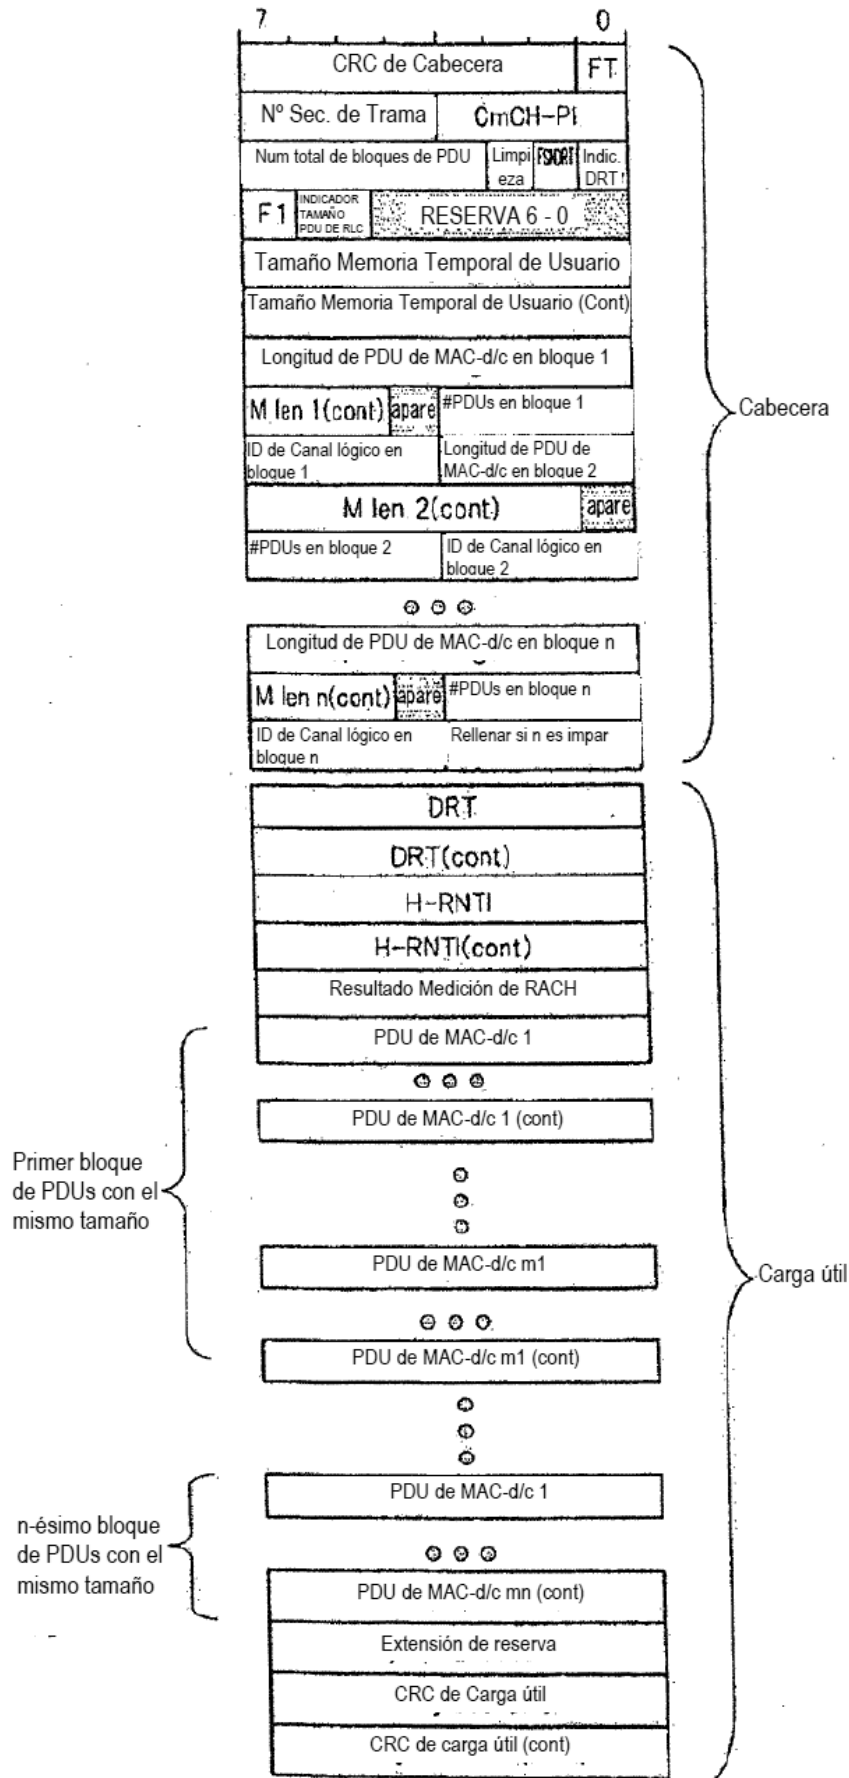 7 0
CRC de Cabecera FT
Nº Sec. de Trama CmCH-PI
Num total de bloques de PDU Limpi
eza FSNDRT Indic.
DRT
F1 INDICADOR
TAMAÑO
PDU DE RLC RESERVA 6 - 0
Tamaño Memoria Temporal de Usuario
Tamaño Memoria Temporal de Usuario (Cont)
Longitud de PDU de MAC-d/c en bloque 1
M len 1(cont) apare #PDUs en bloque 1
ID de Canal lógico en
bloque 1 Longitud de PDU de
MAC-d/c en bloque 2
M len 2(cont) apare
#PDUs en bloque 2 ID de Canal lógico en
bloque 2
Cabecera
Longitud de PDU de MAC-d/c en bloque n
M len n(cont) apare #PDUs en bloque n
ID de Canal lógico en
bloque n Rellenar si n es impar
DRT
DRT(cont)
H-RNTI
H-RNTI(cont)
Resultado Medición de RACH
PDU de MAC-d/c 1
PDU de MAC-d/c 1 (cont)
Primer bloque
de PDUs con el
mismo tamaño
PDU de MAC-d/c m1
Carga útil
PDU de MAC-d/c m1 (cont)
PDU de MAC-d/c 1
n-ésimo bloque
de PDUs con el
mismo tamaño
PDU de MAC-d/c mn (cont)
Extensión de reserva
CRC de Carga útil
CRC de carga útil (cont)